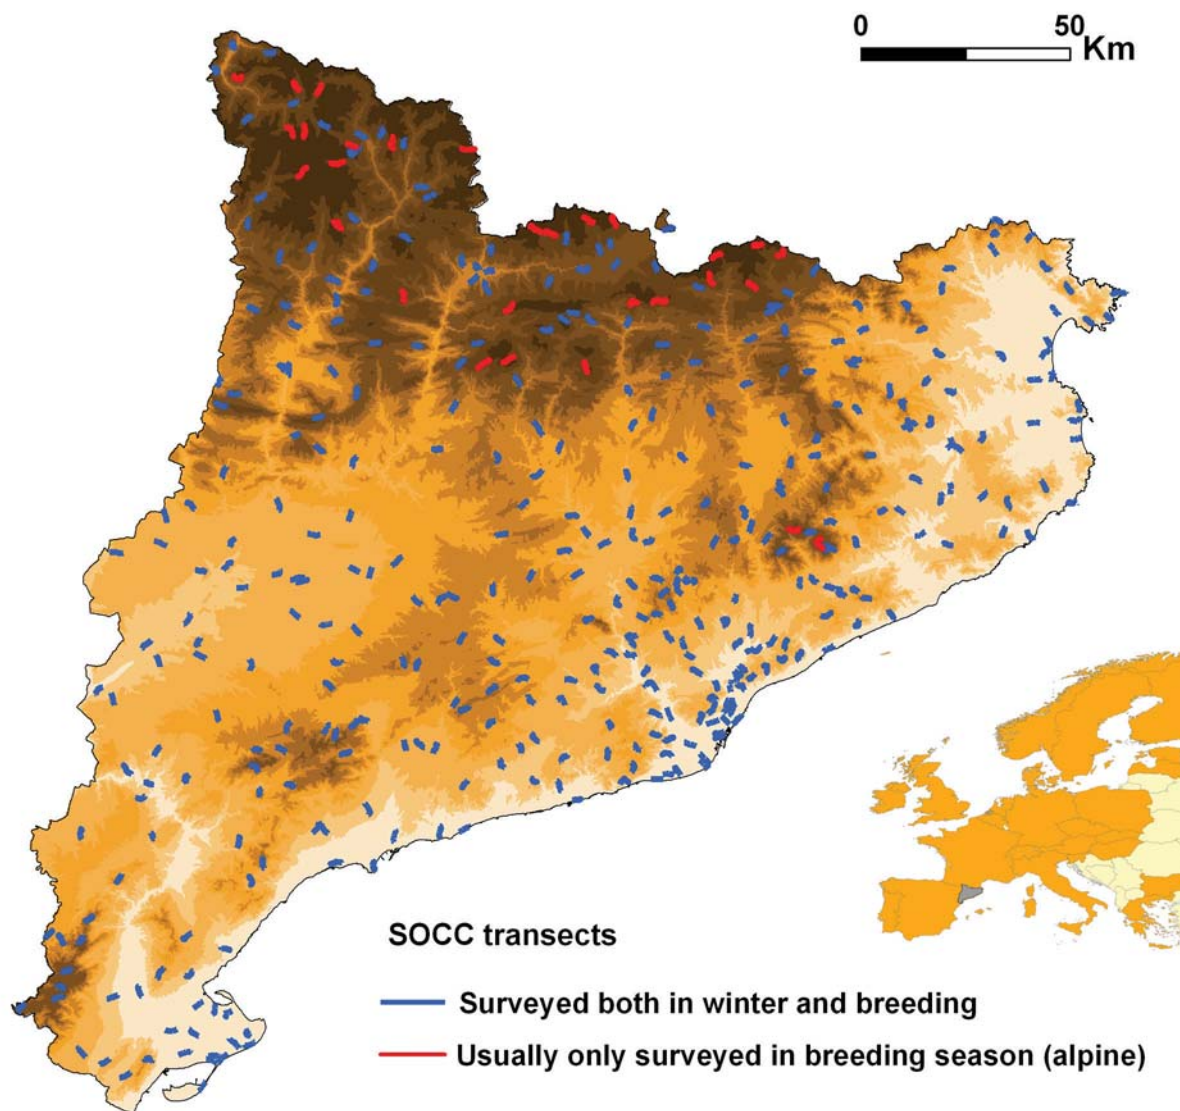 0 50
Km
SOCC transects
Surveyed both in winter and breeding
Usually only surveyed in breeding season (alpine)